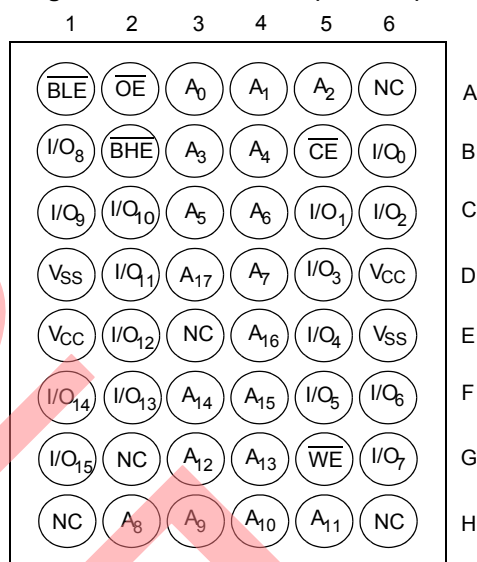 1 2 3 4 5 6
BLE OE A0 A1 A2 NC A
I/O8 BHE A3 A4 CE I/O0 B
I/O9 I/O10 A5 A6 I/O1 I/O2 C
VSS I/O11 A17 A7 I/O3 VCC D
VCC I/O12 NC A16 I/O4 VSS E
I/O14 I/O13 A14 A15 I/O5 I/O6 F
I/O15 NC A12 A13 WE I/O7 G
NC A8 A9 A10 A11 NC H